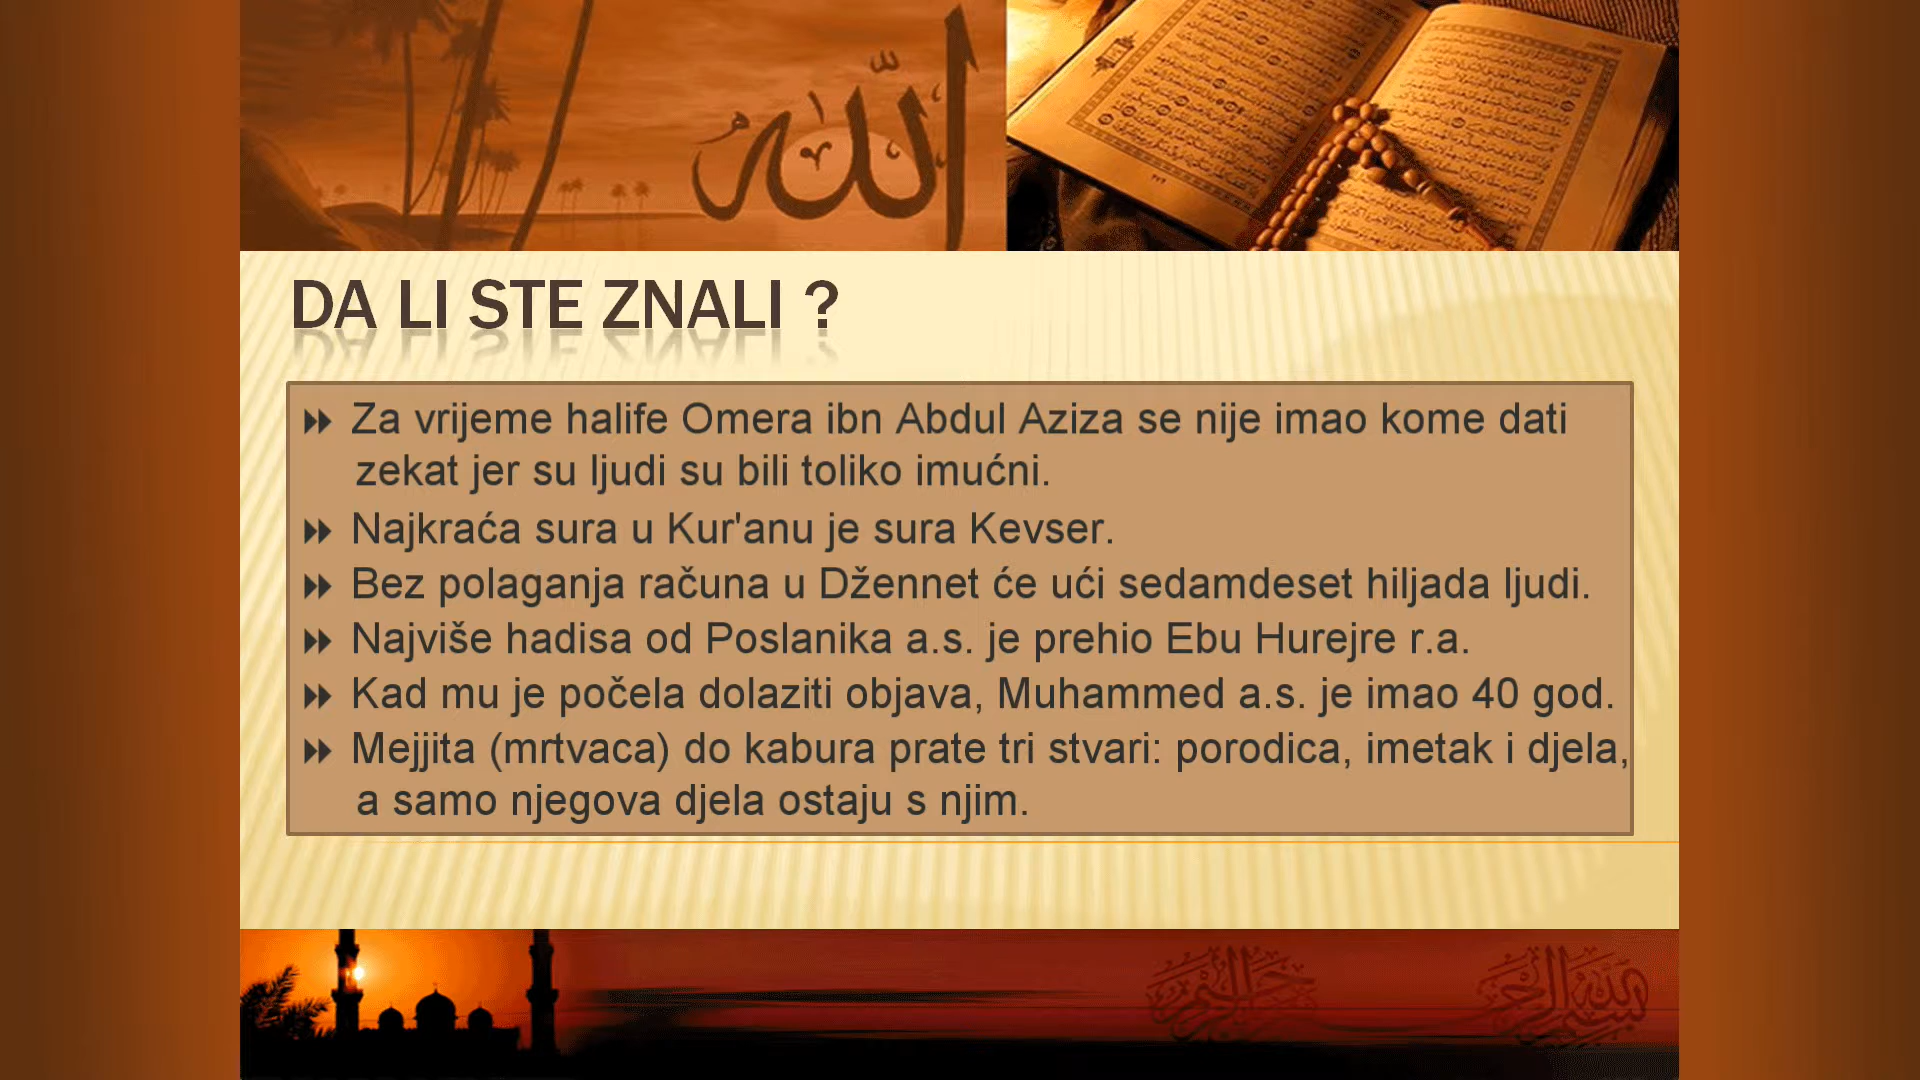 الله
DA LI STE ZNALI ?
Za vrijeme halife Omera ibn Abdul Aziza se nije imao kome dati
zekat jer su ljudi su bili toliko imućni.
Najkraća sura u Kur'anu je sura Kevser.
Bez polaganja računa u Džennet će ući sedamdeset hiljada ljudi.
Najviše hadisa od Poslanika a.s. je prehio Ebu Hurejre r.a.
Kad mu je počela dolaziti objava, Muhammed a.s. je imao 40 god.
Mejjita (mrtvaca) do kabura prate tri stvari: porodica, imetak i djela,
a samo njegova djela ostaju s njim.